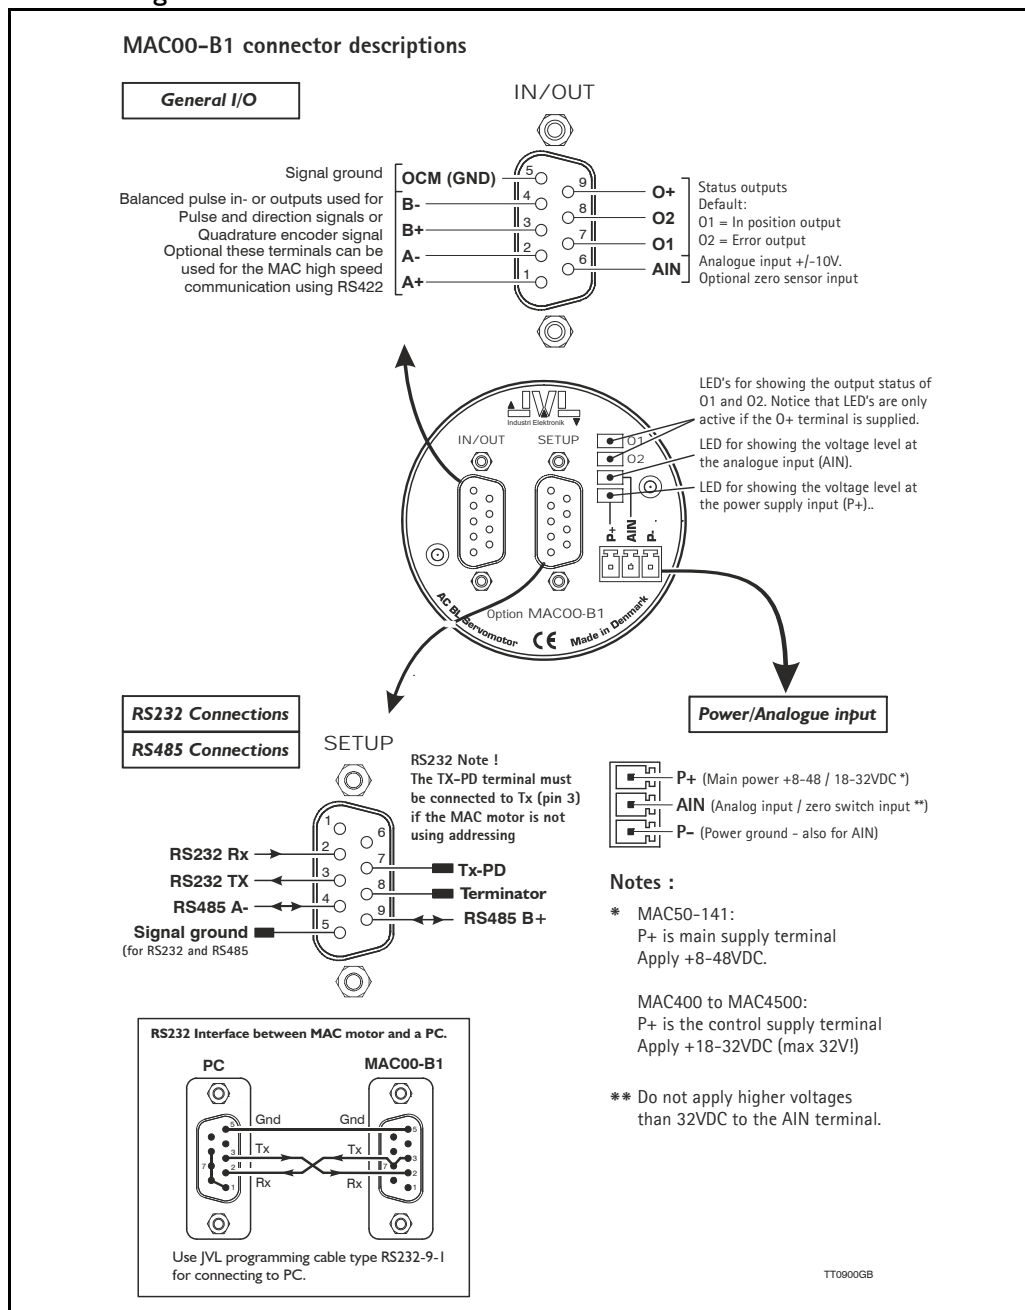 MAC00-B1 connector descriptions
General I/O
IN/OUT
Signal ground
OCM (GND)
Balanced pulse in- or outputs used for
Pulse and direction signals or
Quadrature encoder signal
Optional these terminals can be
used for the MAC high speed
communication using RS422
B-
B+
A-
A+
5
4
3
2
1
9
8
7
6
O+
O2
O1
AIN
Status outputs
Default:
O1 = In position output
O2 = Error output
Analogue input +/-10V.
Optional zero sensor input
LED's for showing the output status of
O1 and O2. Notice that LED's are only
active if the O+ terminal is supplied.
LED for showing the voltage level at
the analogue input (AIN).
LED for showing the voltage level at
the power supply input (P+)..
JVL
Industri Elektronik
IN/OUT
SETUP
O1
O2
P+
AIN
P-
Option MAC00-B1
AC BL Servomotor
CE
Made in Denmark
RS232 Connections
RS485 Connections
SETUP
RS232 Note !
The TX-PD terminal must
be connected to Tx (pin 3)
if the MAC motor is not
using addressing
1
2
3
4
5
6
7
8
9
RS232 Rx
RS232 TX
RS485 A-
Signal ground
(for RS232 and RS485
Tx-PD
Terminator
RS485 B+
Power/Analogue input
P+ (Main power +8-48 / 18-32VDC *)
AIN (Analog input / zero switch input **)
P- (Power ground - also for AIN)
Notes :
* MAC50-141:
P+ is main supply terminal
Apply +8-48VDC.
MAC400 to MAC4500:
P+ is the control supply terminal
Apply +18-32VDC (max 32V!)
** Do not apply higher voltages
than 32VDC to the AIN terminal.
RS232 Interface between MAC motor and a PC.
PC
MAC00-B1
5
Gnd
Gnd
5
3
Tx
Tx
3
7
2
7
2
Rx
Rx
1
1
Use JVL programming cable type RS232-9-1
for connecting to PC.
TT0900GB